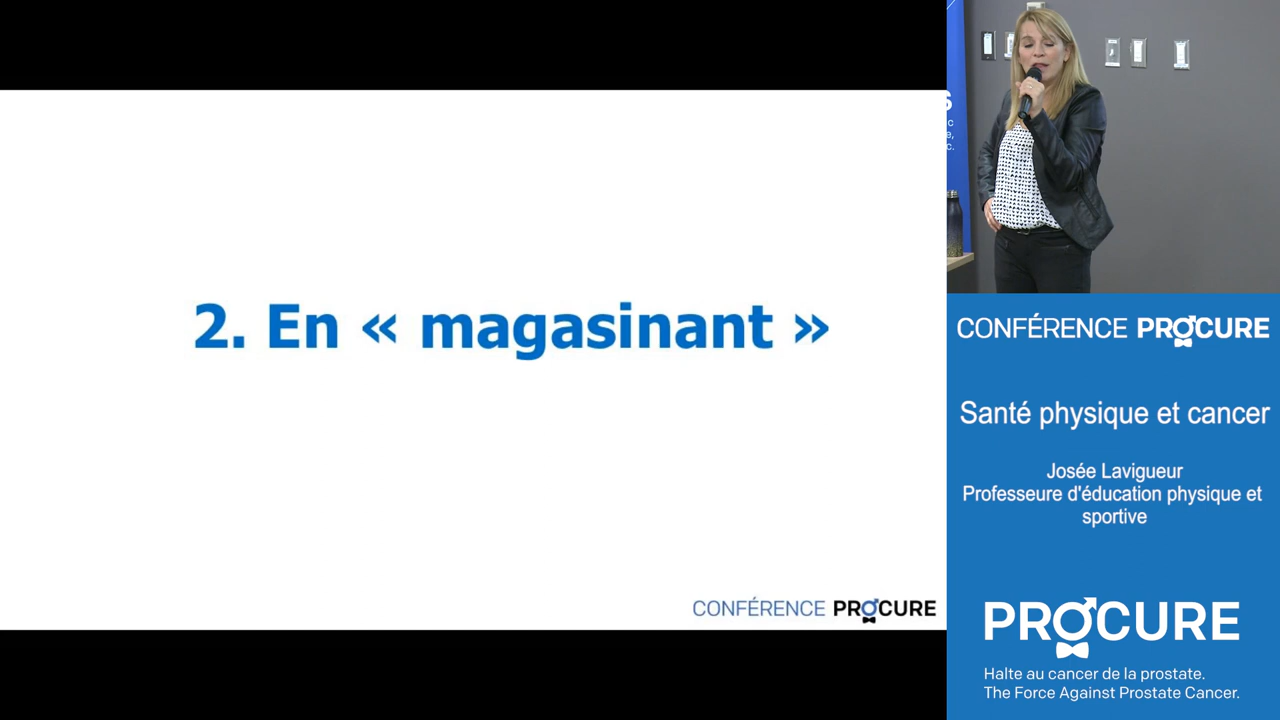 2. En « magasinant »
CONFÉRENCE PROCURE
CONFÉRENCE PROCURE
Santé physique et cancer
Josée Lavigueur
Professeure d'éducation physique et
sportive
PROCURE
Halte au cancer de la prostate.
The Force Against Prostate Cancer.